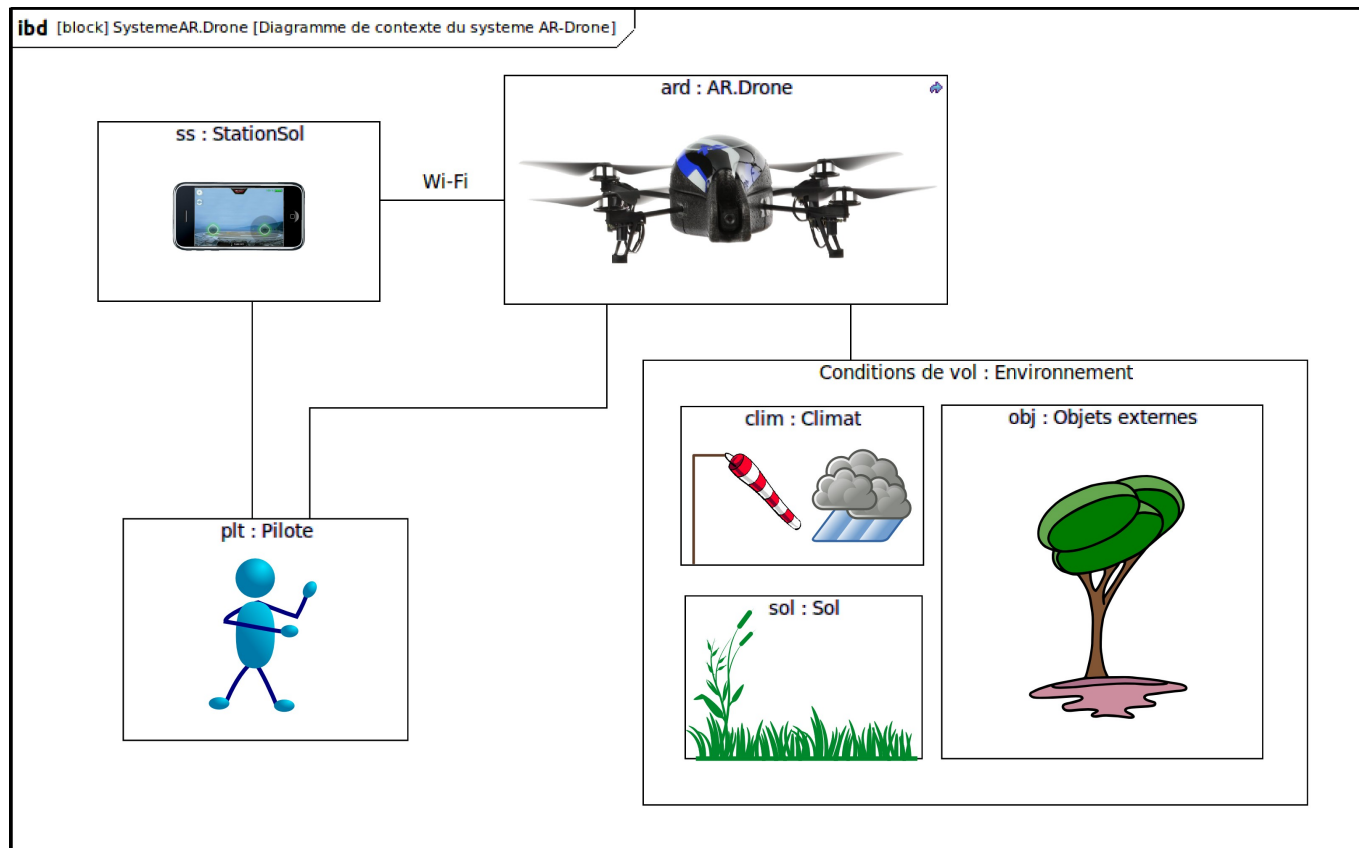 ibd [block] SystemeAR.Drone [Diagramme de contexte du systeme AR-Drone]
ard : AR.Drone
ss : StationSol
Wi-Fi
Conditions de vol : Environnement
clim : Climat
obj : Objets externes
plt : Pilote
sol : Sol